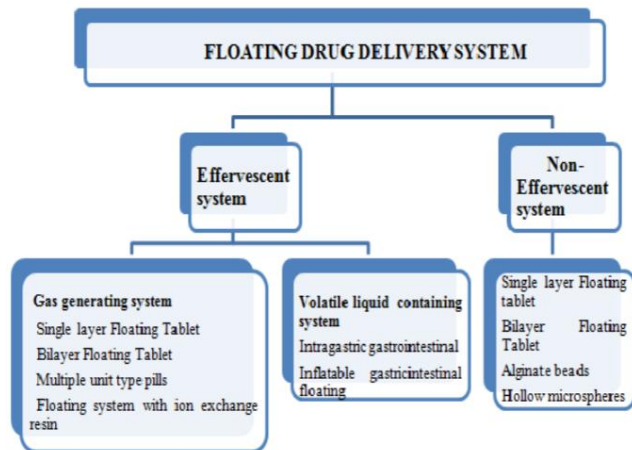 FLOATING DRUG DELIVERY SYSTEM
Effervescent
system
Non-
Effervescent
system
Gas generating system
Single layer Floating Tablet
Bilayer Floating Tablet
Multiple unit type pills
Floating system with ion exchange
resin
Volatile liquid containing
system
Intragastric gastrointestinal
Inflatable gastricintestinal
floating
Single layer Floating
tablet
Bilayer Floating
Tablet
Alginate beads
Hollow microspheres